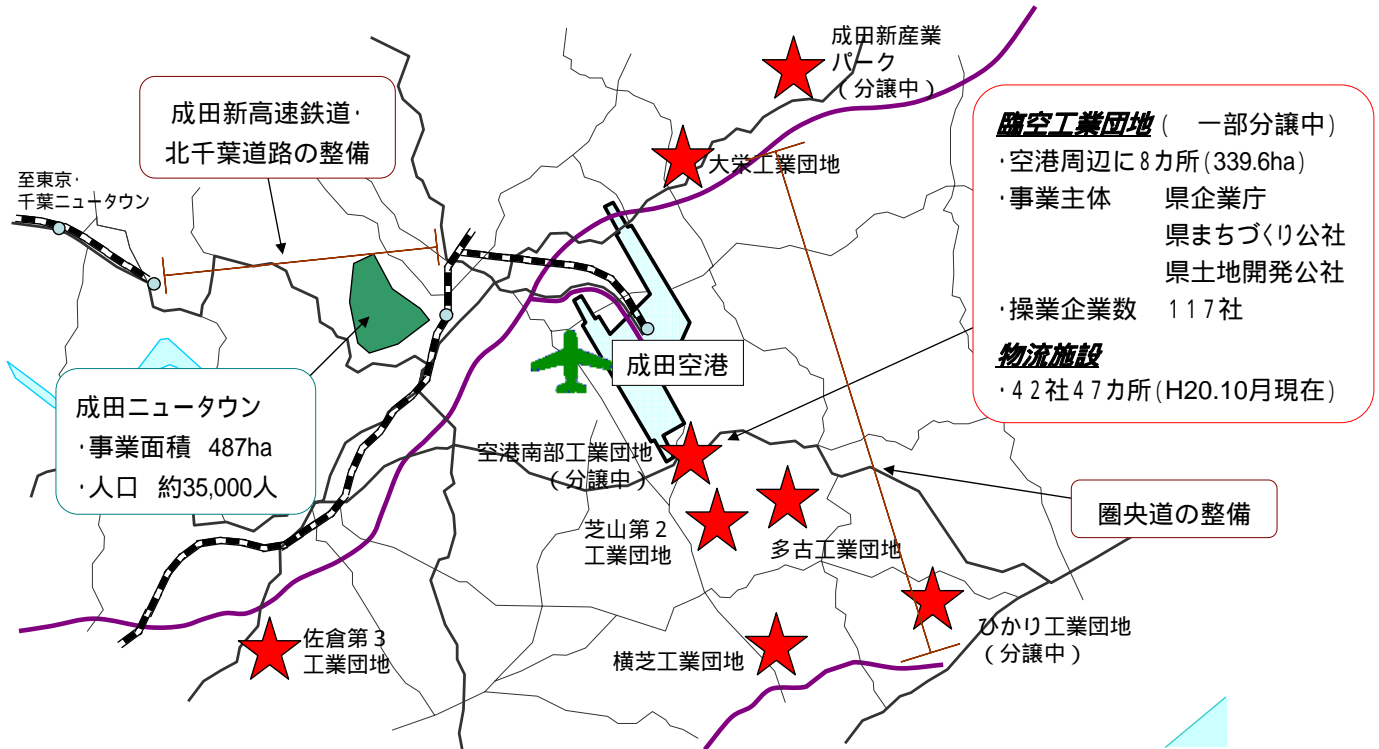 成田新産業
パーク
（分譲中）
成田新高速鉄道・
北千葉道路の整備
臨空工業団地(　一部分譲中)
・空港周辺に8カ所(339.6ha)
・事業主体　県企業庁
県まちづくり公社
県土地開発公社
・操業企業数　117社
物流施設
・42社47カ所(H20.10月現在)
大栄工業団地
至東京・
千葉ニュータウン
成田空港
成田ニュータウン
・事業面積 487ha
・人口 約35,000人
空港南部工業団地
（分譲中）
圏央道の整備
芝山第２
工業団地
多古工業団地
ひかり工業団地
（分譲中）
佐倉第３
工業団地
横芝工業団地